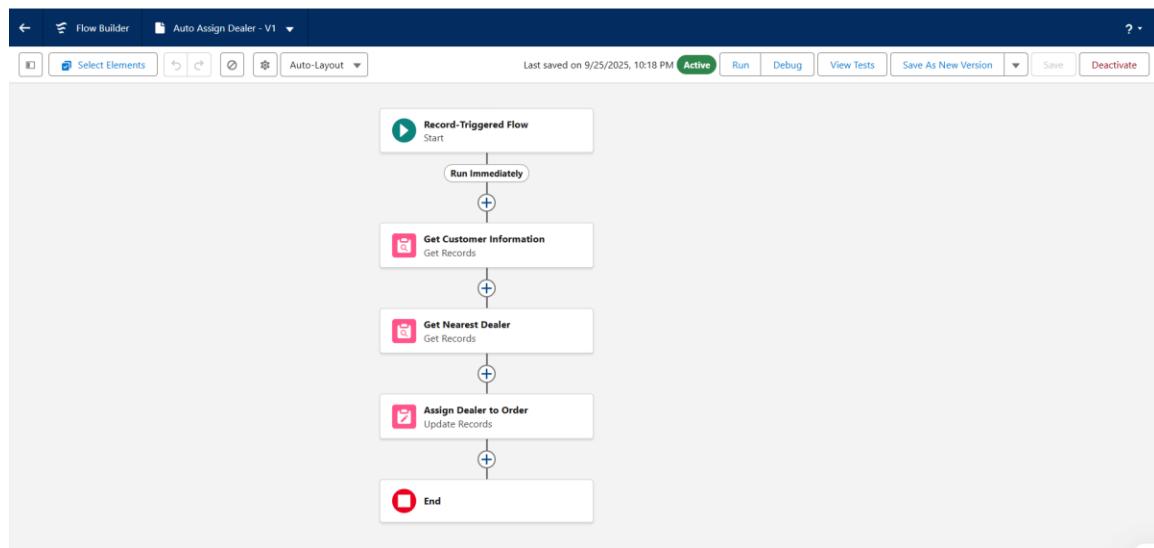 Flow Builder Auto Assign Dealer - V1 ?
Select Elements Auto-Layout Last saved on 9/25/2025, 10:18 PM Active Run Debug View Tests Save As New Version Save Deactivate
Record-Triggered Flow
Start
Run Immediately
Get Customer Information
Get Records
Get Nearest Dealer
Get Records
Assign Dealer to Order
Update Records
End